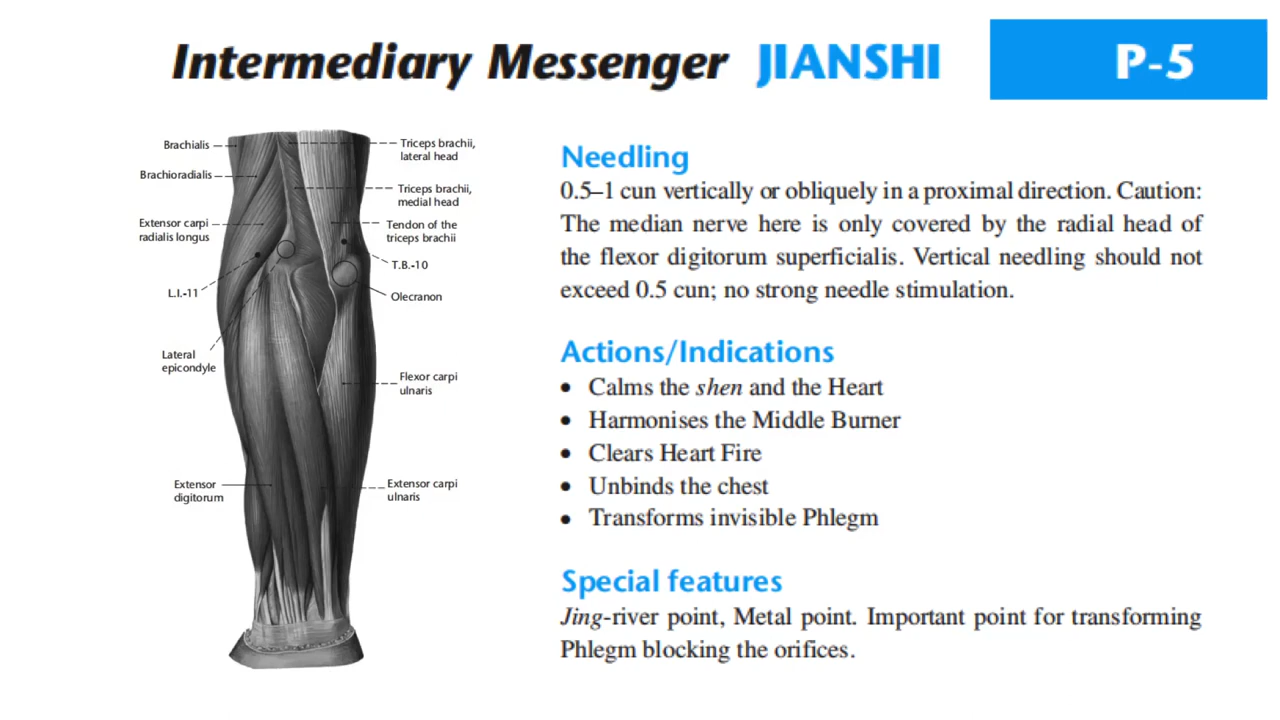 Intermediary Messenger JIANSHI P-5
Brachialis
Brachioradialis
Extensor carpi
radialis longus
L.I.-11
Lateral
epicondyle
Extensor
digitorum
Triceps brachii,
lateral head
Triceps brachii,
medial head
Tendon of the
triceps brachii
T.B.-10
Olecranon
Flexor carpi
ulnaris
Extensor carpi
ulnaris
Needling
0.5–1 cun vertically or obliquely in a proximal direction. Caution:
The median nerve here is only covered by the radial head of
the flexor digitorum superficialis. Vertical needling should not
exceed 0.5 cun; no strong needle stimulation.
Actions/Indications
• Calms the shen and the Heart
• Harmonises the Middle Burner
• Clears Heart Fire
• Unbinds the chest
• Transforms invisible Phlegm
Special features
Jing-river point, Metal point. Important point for transforming
Phlegm blocking the orifices.